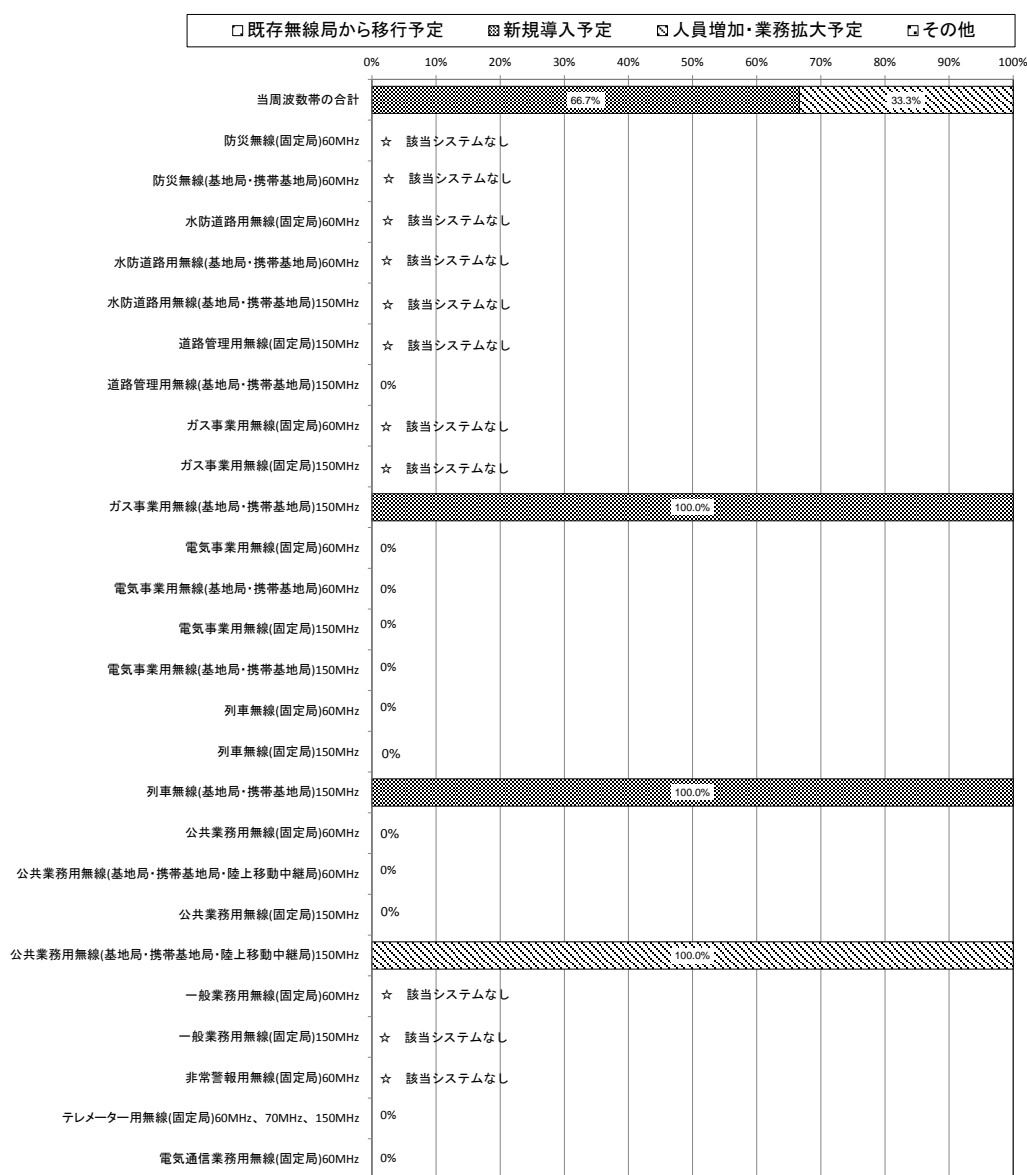 既存無線局から移行予定 新規導入予定 人員増加・業務拡大予定 その他
0% 10% 20% 30% 40% 50% 60% 70% 80% 90% 100%
当周波数帯の合計 66.7% 33.3%
防災無線(固定局)60MHz ☆ 該当システムなし
防災無線(基地局・携帯基地局)60MHz ☆ 該当システムなし
水防道路用無線(固定局)60MHz ☆ 該当システムなし
水防道路用無線(基地局・携帯基地局)60MHz ☆ 該当システムなし
水防道路用無線(基地局・携帯基地局)150MHz ☆ 該当システムなし
道路管理用無線(固定局)150MHz ☆ 該当システムなし
道路管理用無線(基地局・携帯基地局)150MHz 0%
ガス事業用無線(固定局)60MHz ☆ 該当システムなし
ガス事業用無線(固定局)150MHz ☆ 該当システムなし
ガス事業用無線(基地局・携帯基地局)150MHz 100.0%
電気事業用無線(固定局)60MHz 0%
電気事業用無線(基地局・携帯基地局)60MHz 0%
電気事業用無線(固定局)150MHz 0%
電気事業用無線(基地局・携帯基地局)150MHz 0%
列車無線(固定局)60MHz 0%
列車無線(固定局)150MHz 0%
列車無線(基地局・携帯基地局)150MHz 100.0%
公共業務用無線(固定局)60MHz 0%
公共業務用無線(基地局・携帯基地局・陸上移動中継局)60MHz 0%
公共業務用無線(固定局)150MHz 0%
公共業務用無線(基地局・携帯基地局・陸上移動中継局)150MHz 100.0%
一般業務用無線(固定局)60MHz ☆ 該当システムなし
一般業務用無線(固定局)150MHz ☆ 該当システムなし
非常警報用無線(固定局)60MHz ☆ 該当システムなし
テレメーター用無線(固定局)60MHz、70MHz、150MHz 0%
電気通信業務用無線(固定局)60MHz 0%